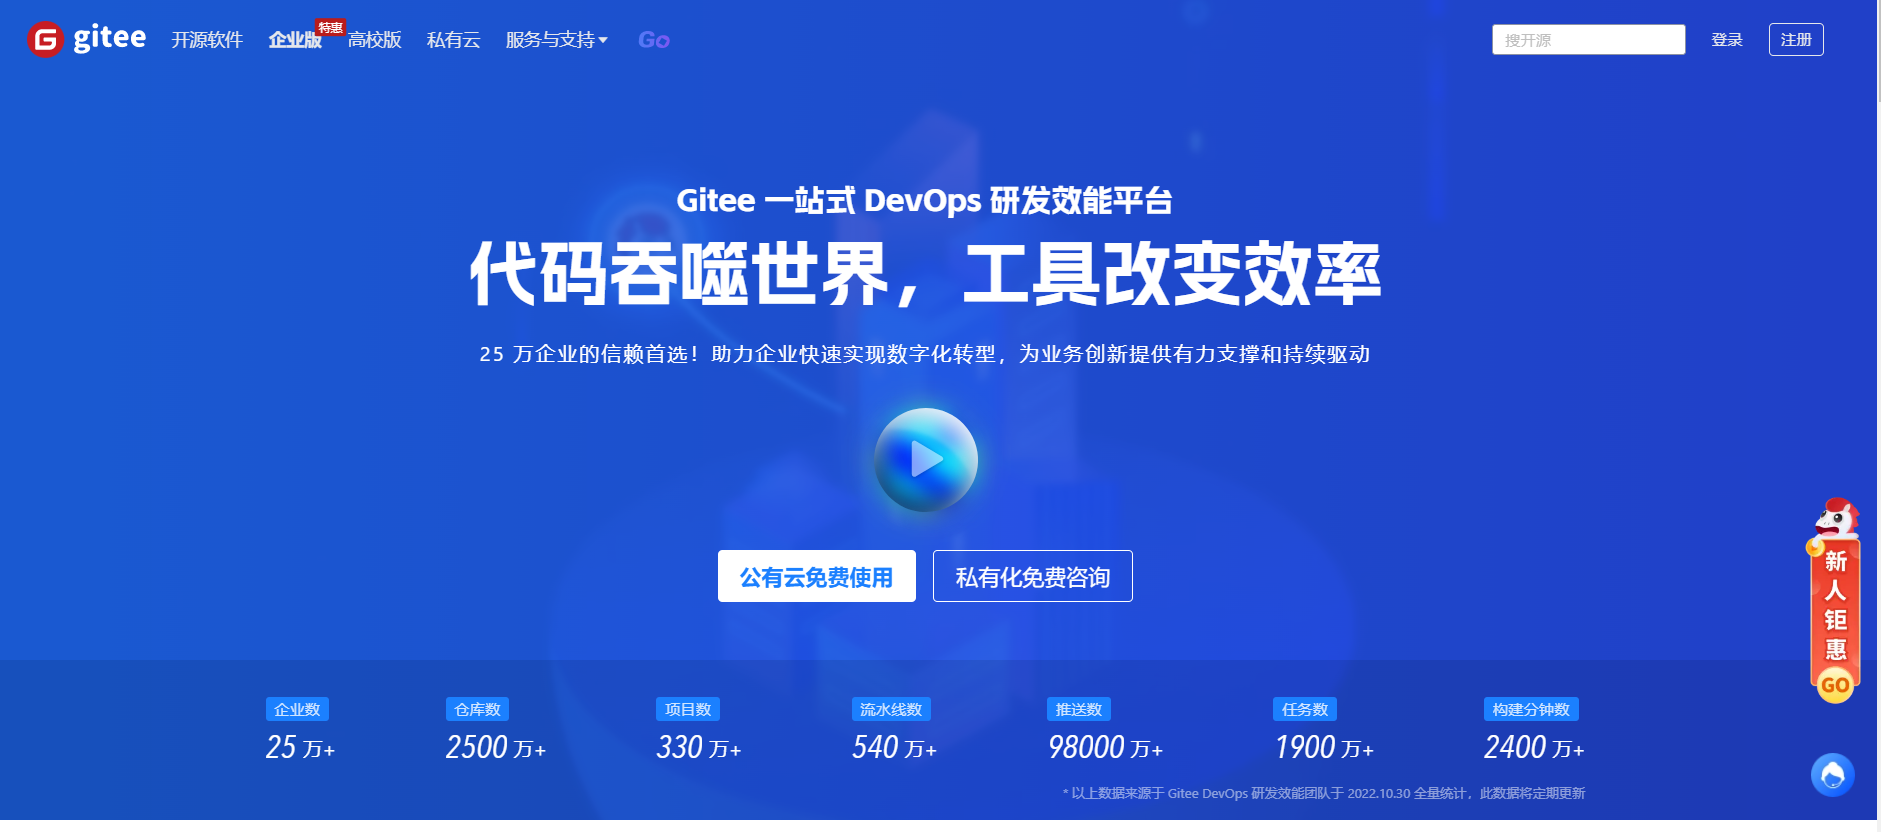 gitee 开源软件 企业版 特惠 高校版 私有云 服务与支持 Go 搜开源 登录 注册
Gitee 一站式 DevOps 研发效能平台
代码吞噬世界，工具改变效率
25 万企业的信赖首选！助力企业快速实现数字化转型，为业务创新提供有力支撑和持续驱动
公有云免费使用 私有化免费咨询
新人钜惠
GO
企业数 仓库数 项目数 流水线数 推送数 任务数 构建分钟数
25 万+ 2500 万+ 330 万+ 540 万+ 98000 万+ 1900 万+ 2400 万+
* 以上数据来源于 Gitee DevOps 研发效能团队于 2022.10.30 全量统计，此数据将定期更新